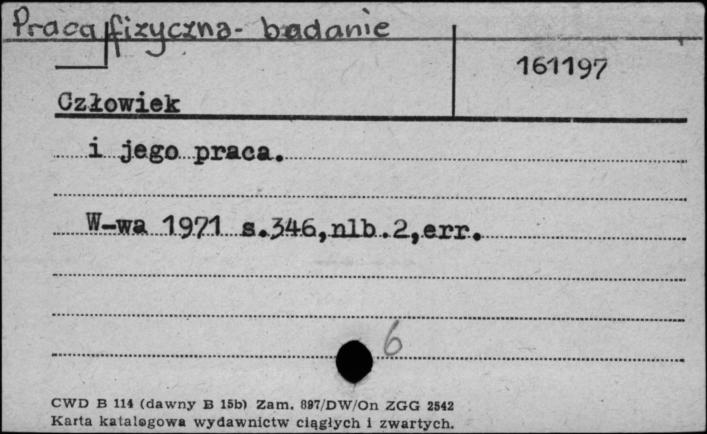 Praca fizyczna- badanie
161197
Człowiek
i jego praca.
W-wa 1971 s.346,nlb.2,err.
6
CWD B 114 (dawny B 15b) Zam. 897/DW/On ZGG 2542
Karta katalogowa wydawnictw ciągłych i zwartych.